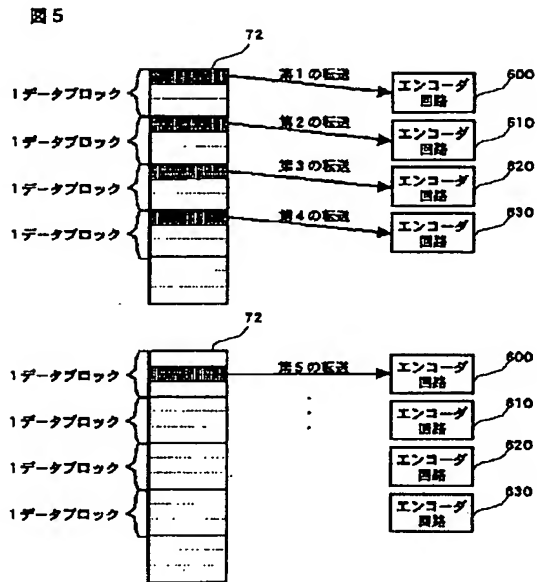 図5
72
1データブロック
第1の転送
エンコーダ
回路
600
1データブロック
第2の転送
エンコーダ
回路
610
1データブロック
第3の転送
エンコーダ
回路
620
1データブロック
第4の転送
エンコーダ
回路
630
72
1データブロック
第5の転送
エンコーダ
回路
600
1データブロック
エンコーダ
回路
610
1データブロック
エンコーダ
回路
620
1データブロック
エンコーダ
回路
630